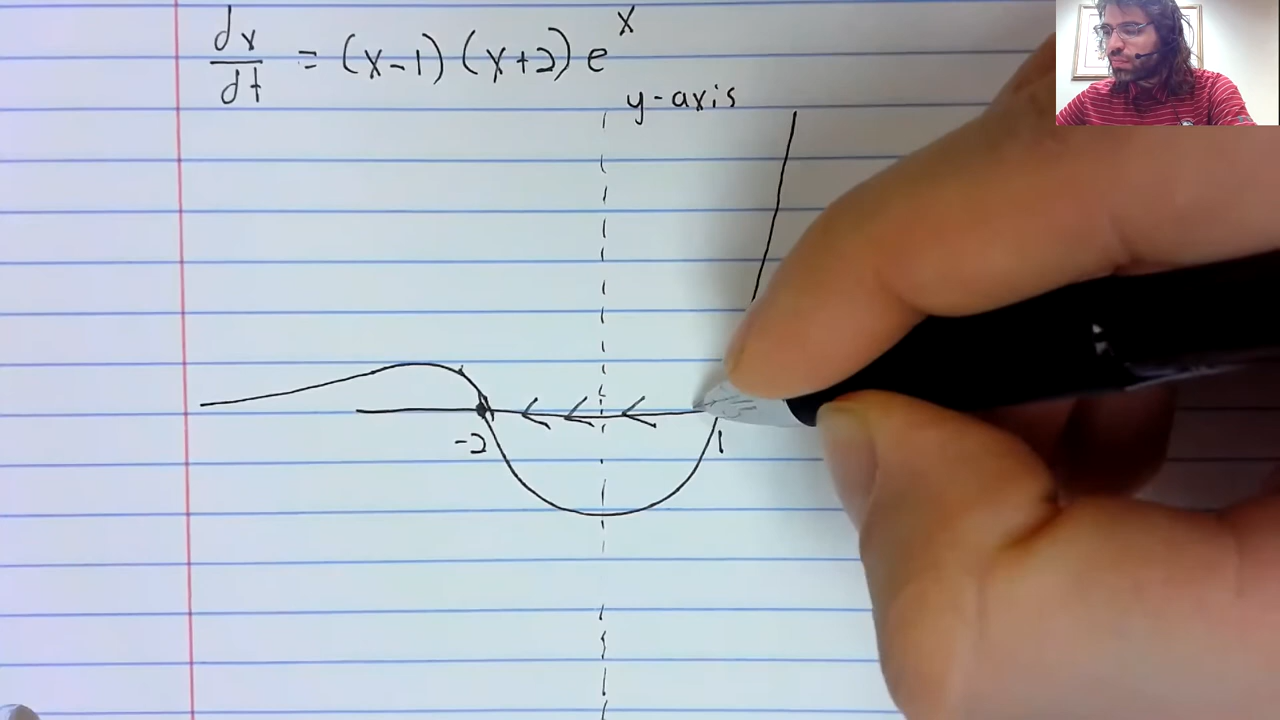 dx/dt = (x-1)(x+2)e^x
y-axis
-2 1